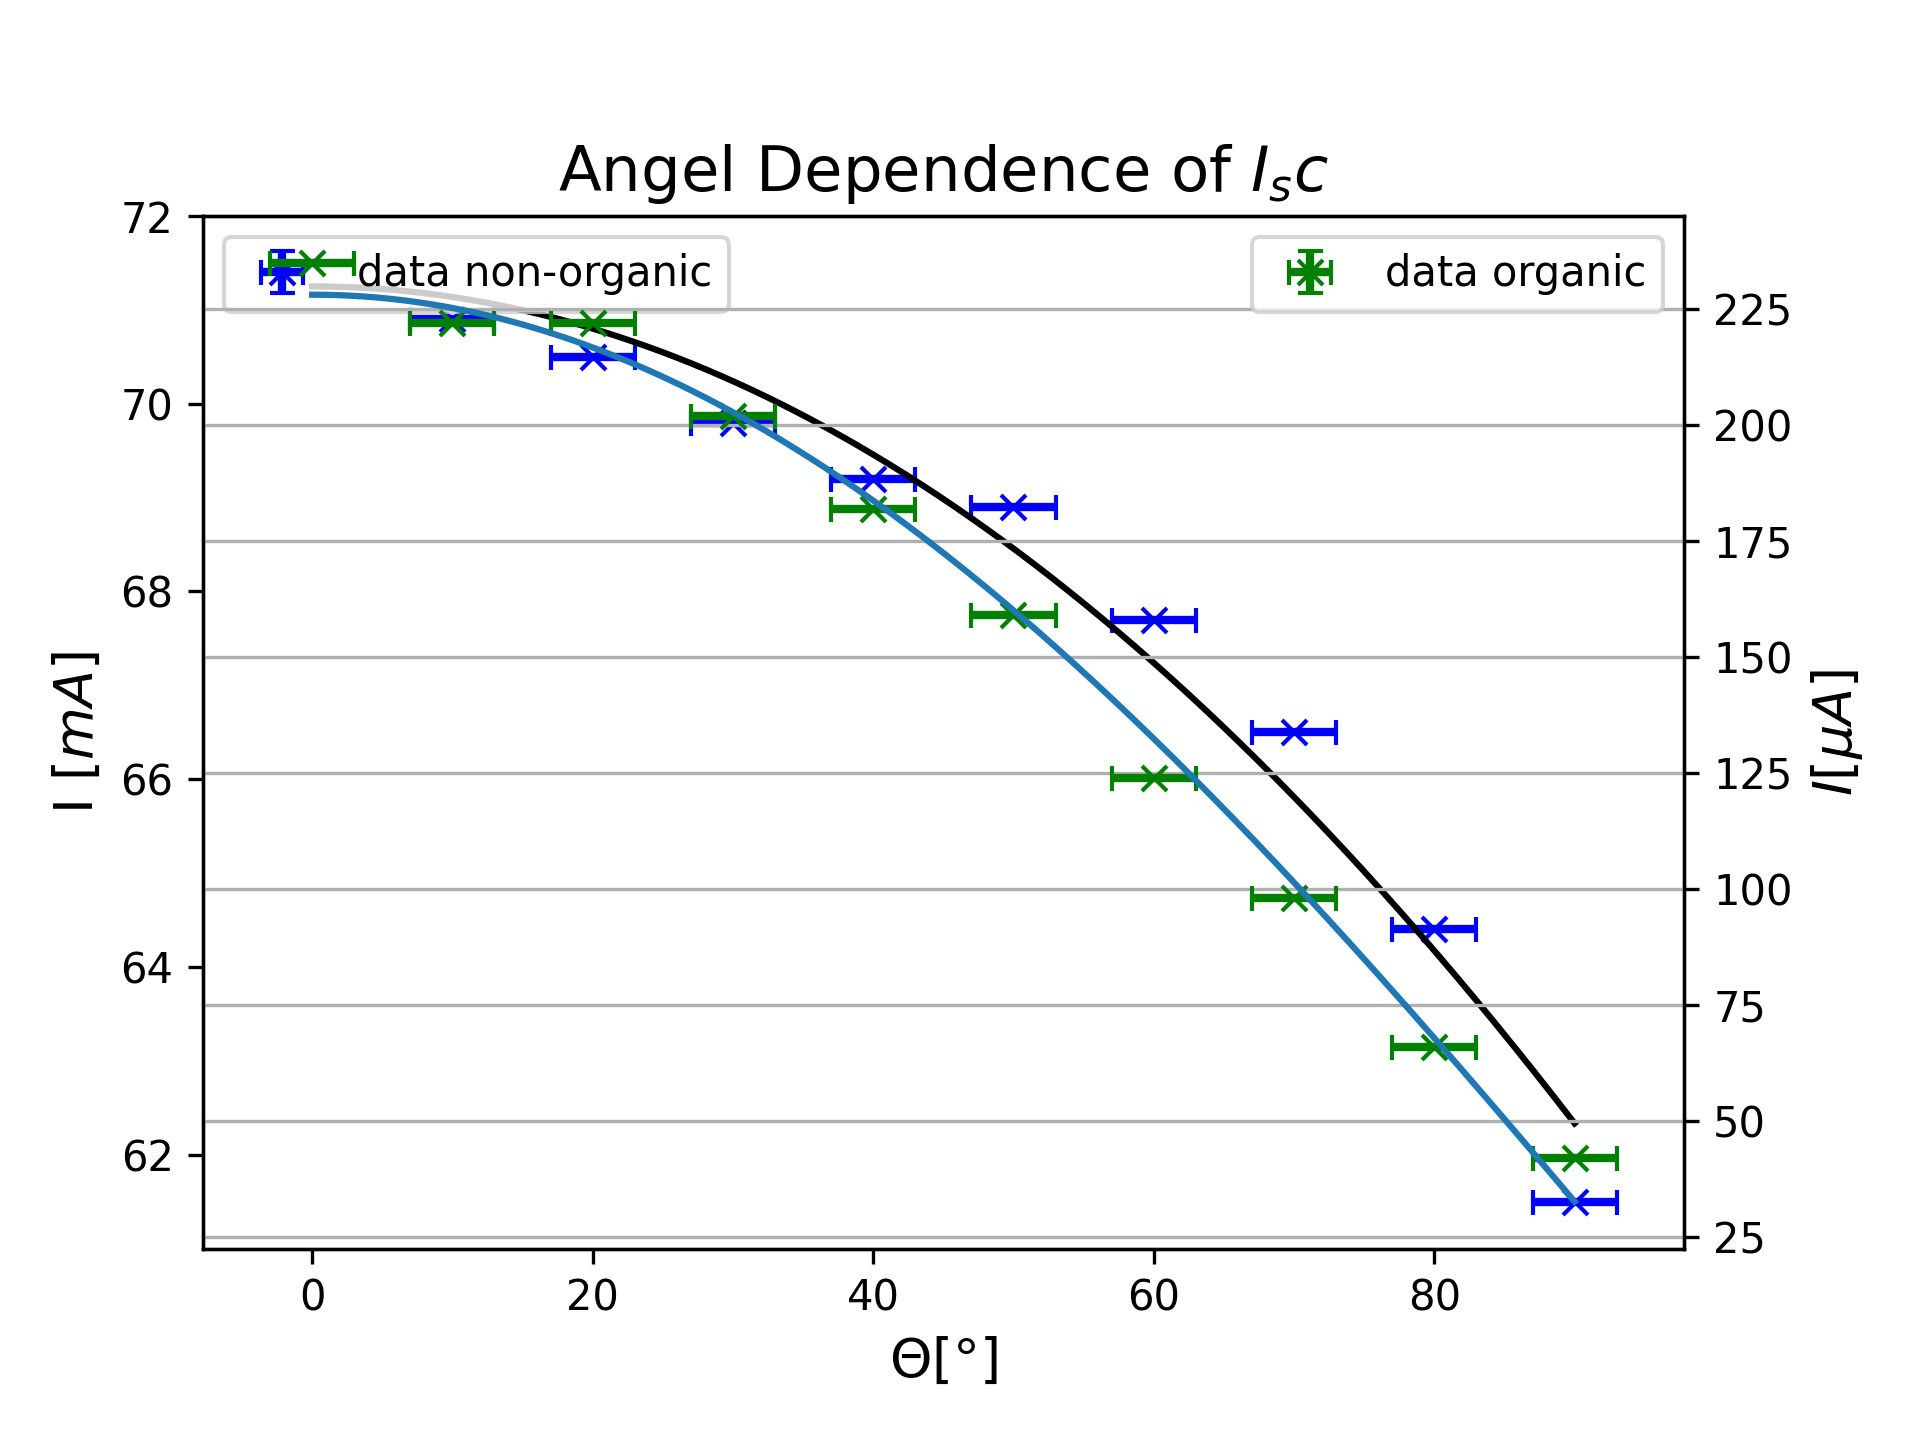 Angel Dependence of I_sc
data non-organic
data organic
72
70
68
66
64
62
I [mA]
225
200
175
150
125
100
75
50
25
I[μA]
0 20 40 60 80
Θ[°]